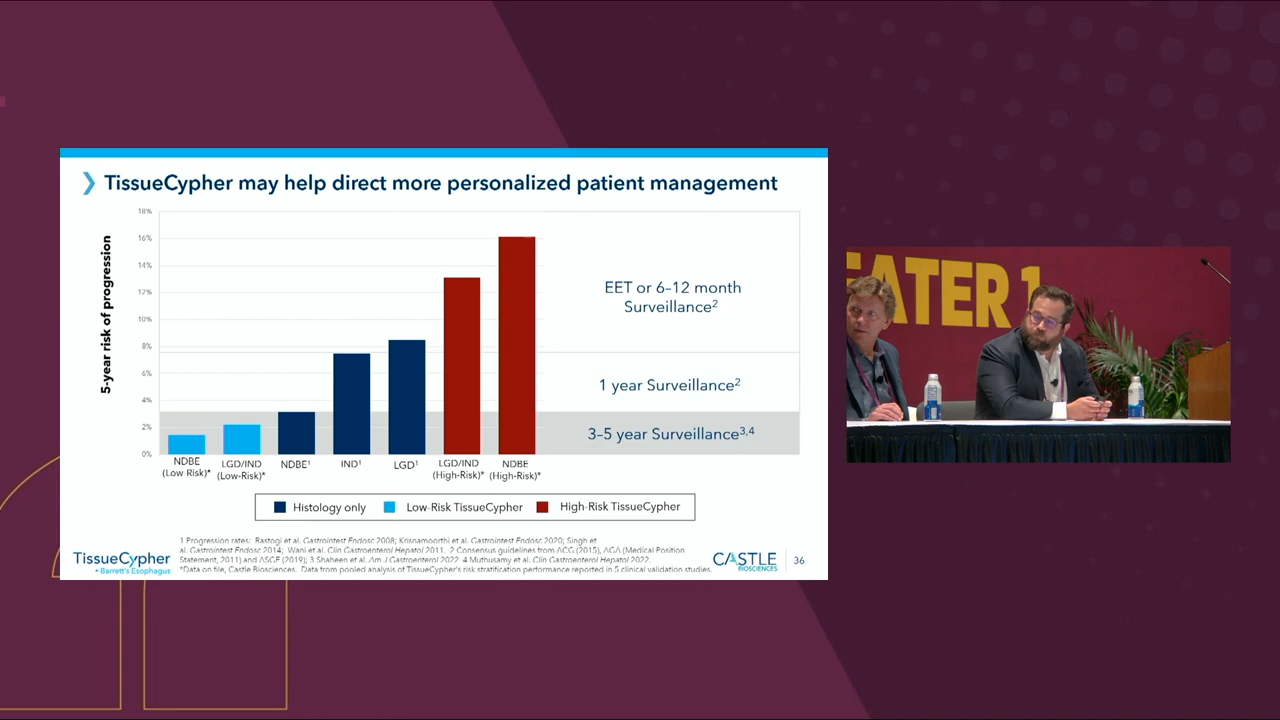 TissueCypher may help direct more personalized patient management
5-year risk of progression
18%
16%
14%
12%
10%
8%
6%
4%
2%
0%
EET or 6–12 month
Surveillance2
1 year Surveillance2
3–5 year Surveillance3,4
NDBE
(Low-Risk)*
LGD/IND
(Low-Risk)*
NDBE1
IND1
LGD1
LGD/IND
(High-Risk)*
NDBE
(High-Risk)*
Histology only
Low-Risk TissueCypher
High-Risk TissueCypher
1 Progression rates: Rastogi et al. Gastrointest Endosc 2008; Krisnamoorthi et al. Gastrointest Endosc 2020; Singh et
al. Gastrointest Endosc 2014; Wani et al. Clin Gastroenterol Hepatol 2011. 2 Consensus guidelines from ACG (2015), AGA (Medical Position
Statement, 2011) and ASGE (2019); 3 Shaheen et al. Am J Gastroenterol 2022 4 Muthusamy et al. Clin Gastroenterol Hepatol 2022.
*Data on file, Castle Biosciences. Data from pooled analysis of TissueCypher's risk stratification performance reported in 5 clinical validation studies.
TissueCypher
Barrett's Esophagus
CASTLE
BIOSCIENCES
36
EATER 1